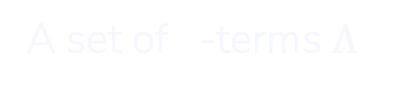 A set of -terms Λ